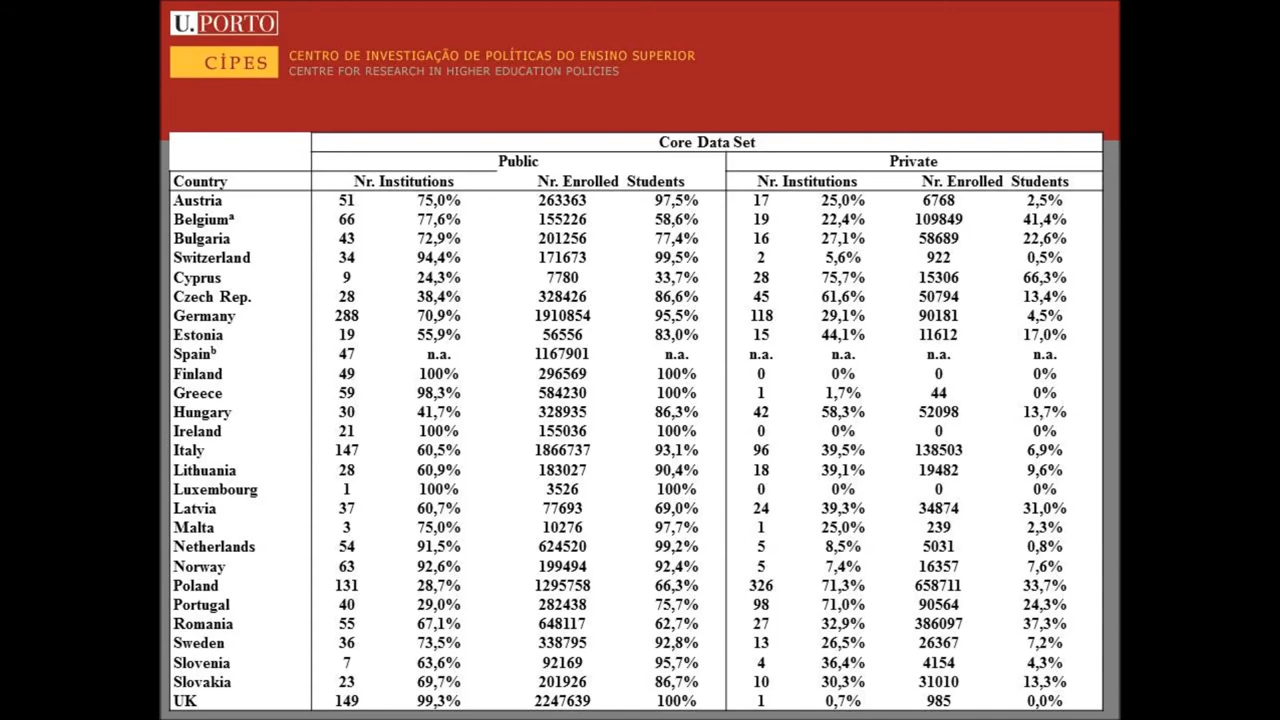 U.PORTO
CIPES
CENTRO DE INVESTIGAÇÃO DE POLÍTICAS DO ENSINO SUPERIOR
CENTRE FOR RESEARCH IN HIGHER EDUCATION POLICIES
Core Data Set
Public Private
Country Nr. Institutions Nr. Enrolled Students Nr. Institutions Nr. Enrolled Students
Austria 51 75,0% 263363 97,5% 17 25,0% 6768 2,5%
Belgiumᵃ 66 77,6% 155226 58,6% 19 22,4% 109849 41,4%
Bulgaria 43 72,9% 201256 77,4% 16 27,1% 58689 22,6%
Switzerland 34 94,4% 171673 99,5% 2 5,6% 922 0,5%
Cyprus 9 24,3% 7780 33,7% 28 75,7% 15306 66,3%
Czech Rep. 28 38,4% 328426 86,6% 45 61,6% 50794 13,4%
Germany 288 70,9% 1910854 95,5% 118 29,1% 90181 4,5%
Estonia 19 55,9% 56556 83,0% 15 44,1% 11612 17,0%
Spainᵇ 47 n.a. 1167901 n.a. n.a. n.a. n.a. n.a.
Finland 49 100% 296569 100% 0 0% 0 0%
Greece 59 98,3% 584230 100% 1 1,7% 44 0%
Hungary 30 41,7% 328935 86,3% 42 58,3% 52098 13,7%
Ireland 21 100% 155036 100% 0 0% 0 0%
Italy 147 60,5% 1866737 93,1% 96 39,5% 138503 6,9%
Lithuania 28 60,9% 183027 90,4% 18 39,1% 19482 9,6%
Luxembourg 1 100% 3526 100% 0 0% 0 0%
Latvia 37 60,7% 77693 69,0% 24 39,3% 34874 31,0%
Malta 3 75,0% 10276 97,7% 1 25,0% 239 2,3%
Netherlands 54 91,5% 624520 99,2% 5 8,5% 5031 0,8%
Norway 63 92,6% 199494 92,4% 5 7,4% 16357 7,6%
Poland 131 28,7% 1295758 66,3% 326 71,3% 658711 33,7%
Portugal 40 29,0% 282438 75,7% 98 71,0% 90564 24,3%
Romania 55 67,1% 648117 62,7% 27 32,9% 386097 37,3%
Sweden 36 73,5% 338795 92,8% 13 26,5% 26367 7,2%
Slovenia 7 63,6% 92169 95,7% 4 36,4% 4154 4,3%
Slovakia 23 69,7% 201926 86,7% 10 30,3% 31010 13,3%
UK 149 99,3% 2247639 100% 1 0,7% 985 0,0%